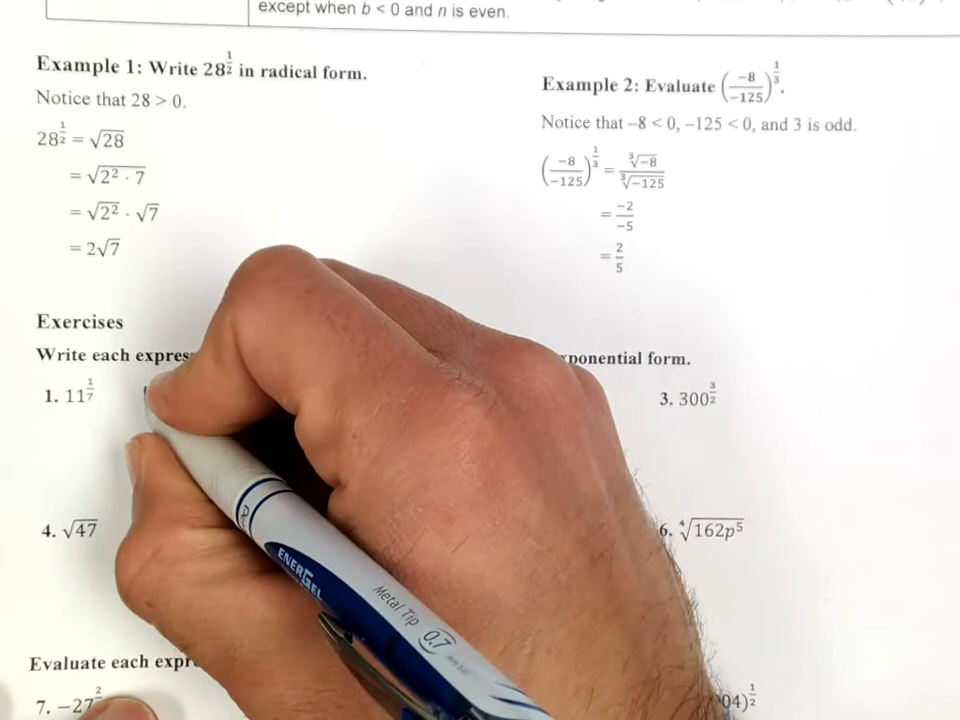 except when b < 0 and n is even.
Example 1: Write 28^(1/2) in radical form.
Notice that 28 > 0.
28^(1/2) = √28
= √(2² · 7)
= √2² · √7
= 2√7
Example 2: Evaluate (−8/−125)^(1/3).
Notice that −8 < 0, −125 < 0, and 3 is odd.
(−8/−125)^(1/3) = ∛−8/∛−125
= −2/−5
= 2/5
Exercises
Write each ponential form.
1. 11^(1/7)
3. 300^(3/2)
4. √47
6. ∜(162p⁵)
Evaluate each
7. −27
04)^(1/2)
ENERGEL
Metal Tip 0.7